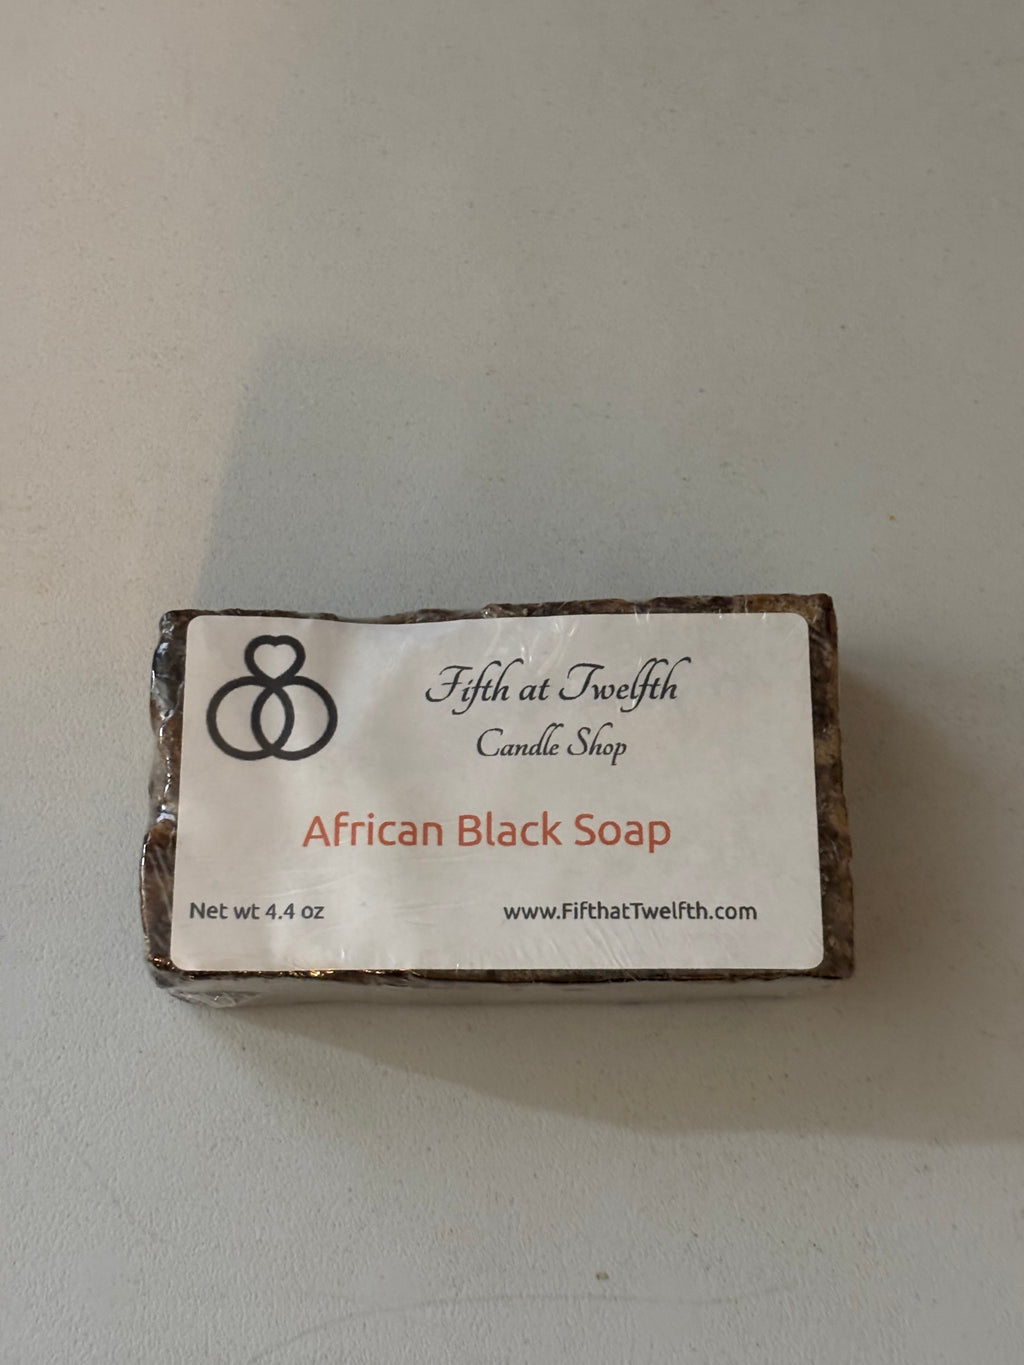 Fifth at Twelfth
Candle Shop
African Black Soap
Net wt 4.4 oz
www.FifthatTwelfth.com